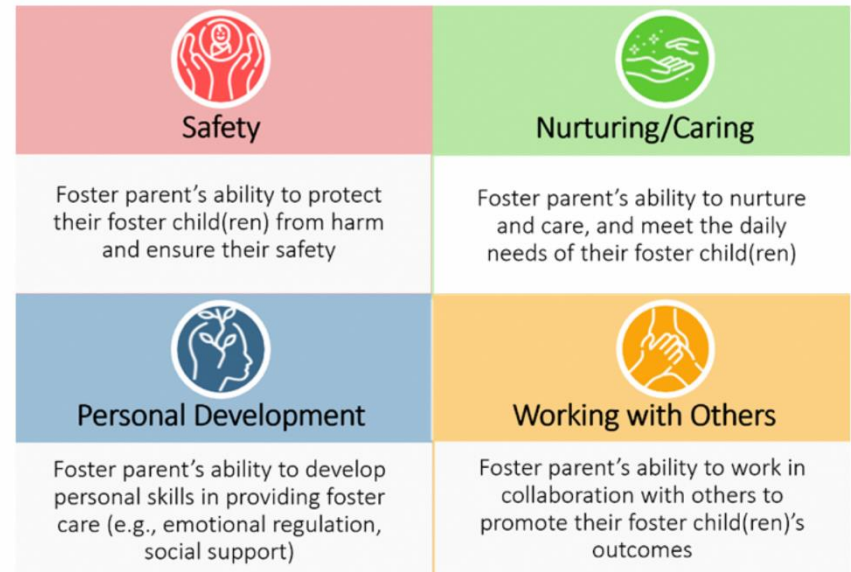 Safety
Foster parent’s ability to protect
their foster child(ren) from harm
and ensure their safety
Nurturing/Caring
Foster parent’s ability to nurture
and care, and meet the daily
needs of their foster child(ren)
Personal Development
Foster parent’s ability to develop
personal skills in providing foster
care (e.g., emotional regulation,
social support)
Working with Others
Foster parent’s ability to work in
collaboration with others to
promote their foster child(ren)’s
outcomes